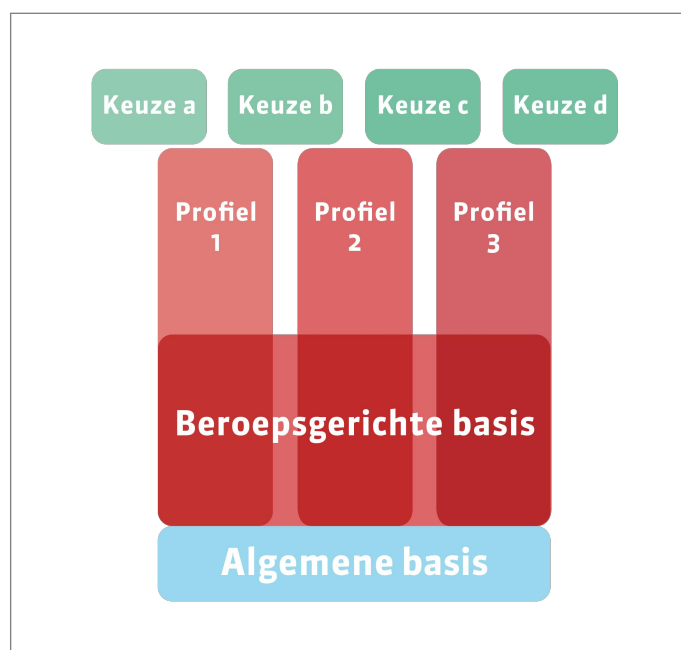 Keuze a
Keuze b
Keuze c
Keuze d
Profiel
1
Profiel
2
Profiel
3
Beroepsgerichte basis
Algemene basis